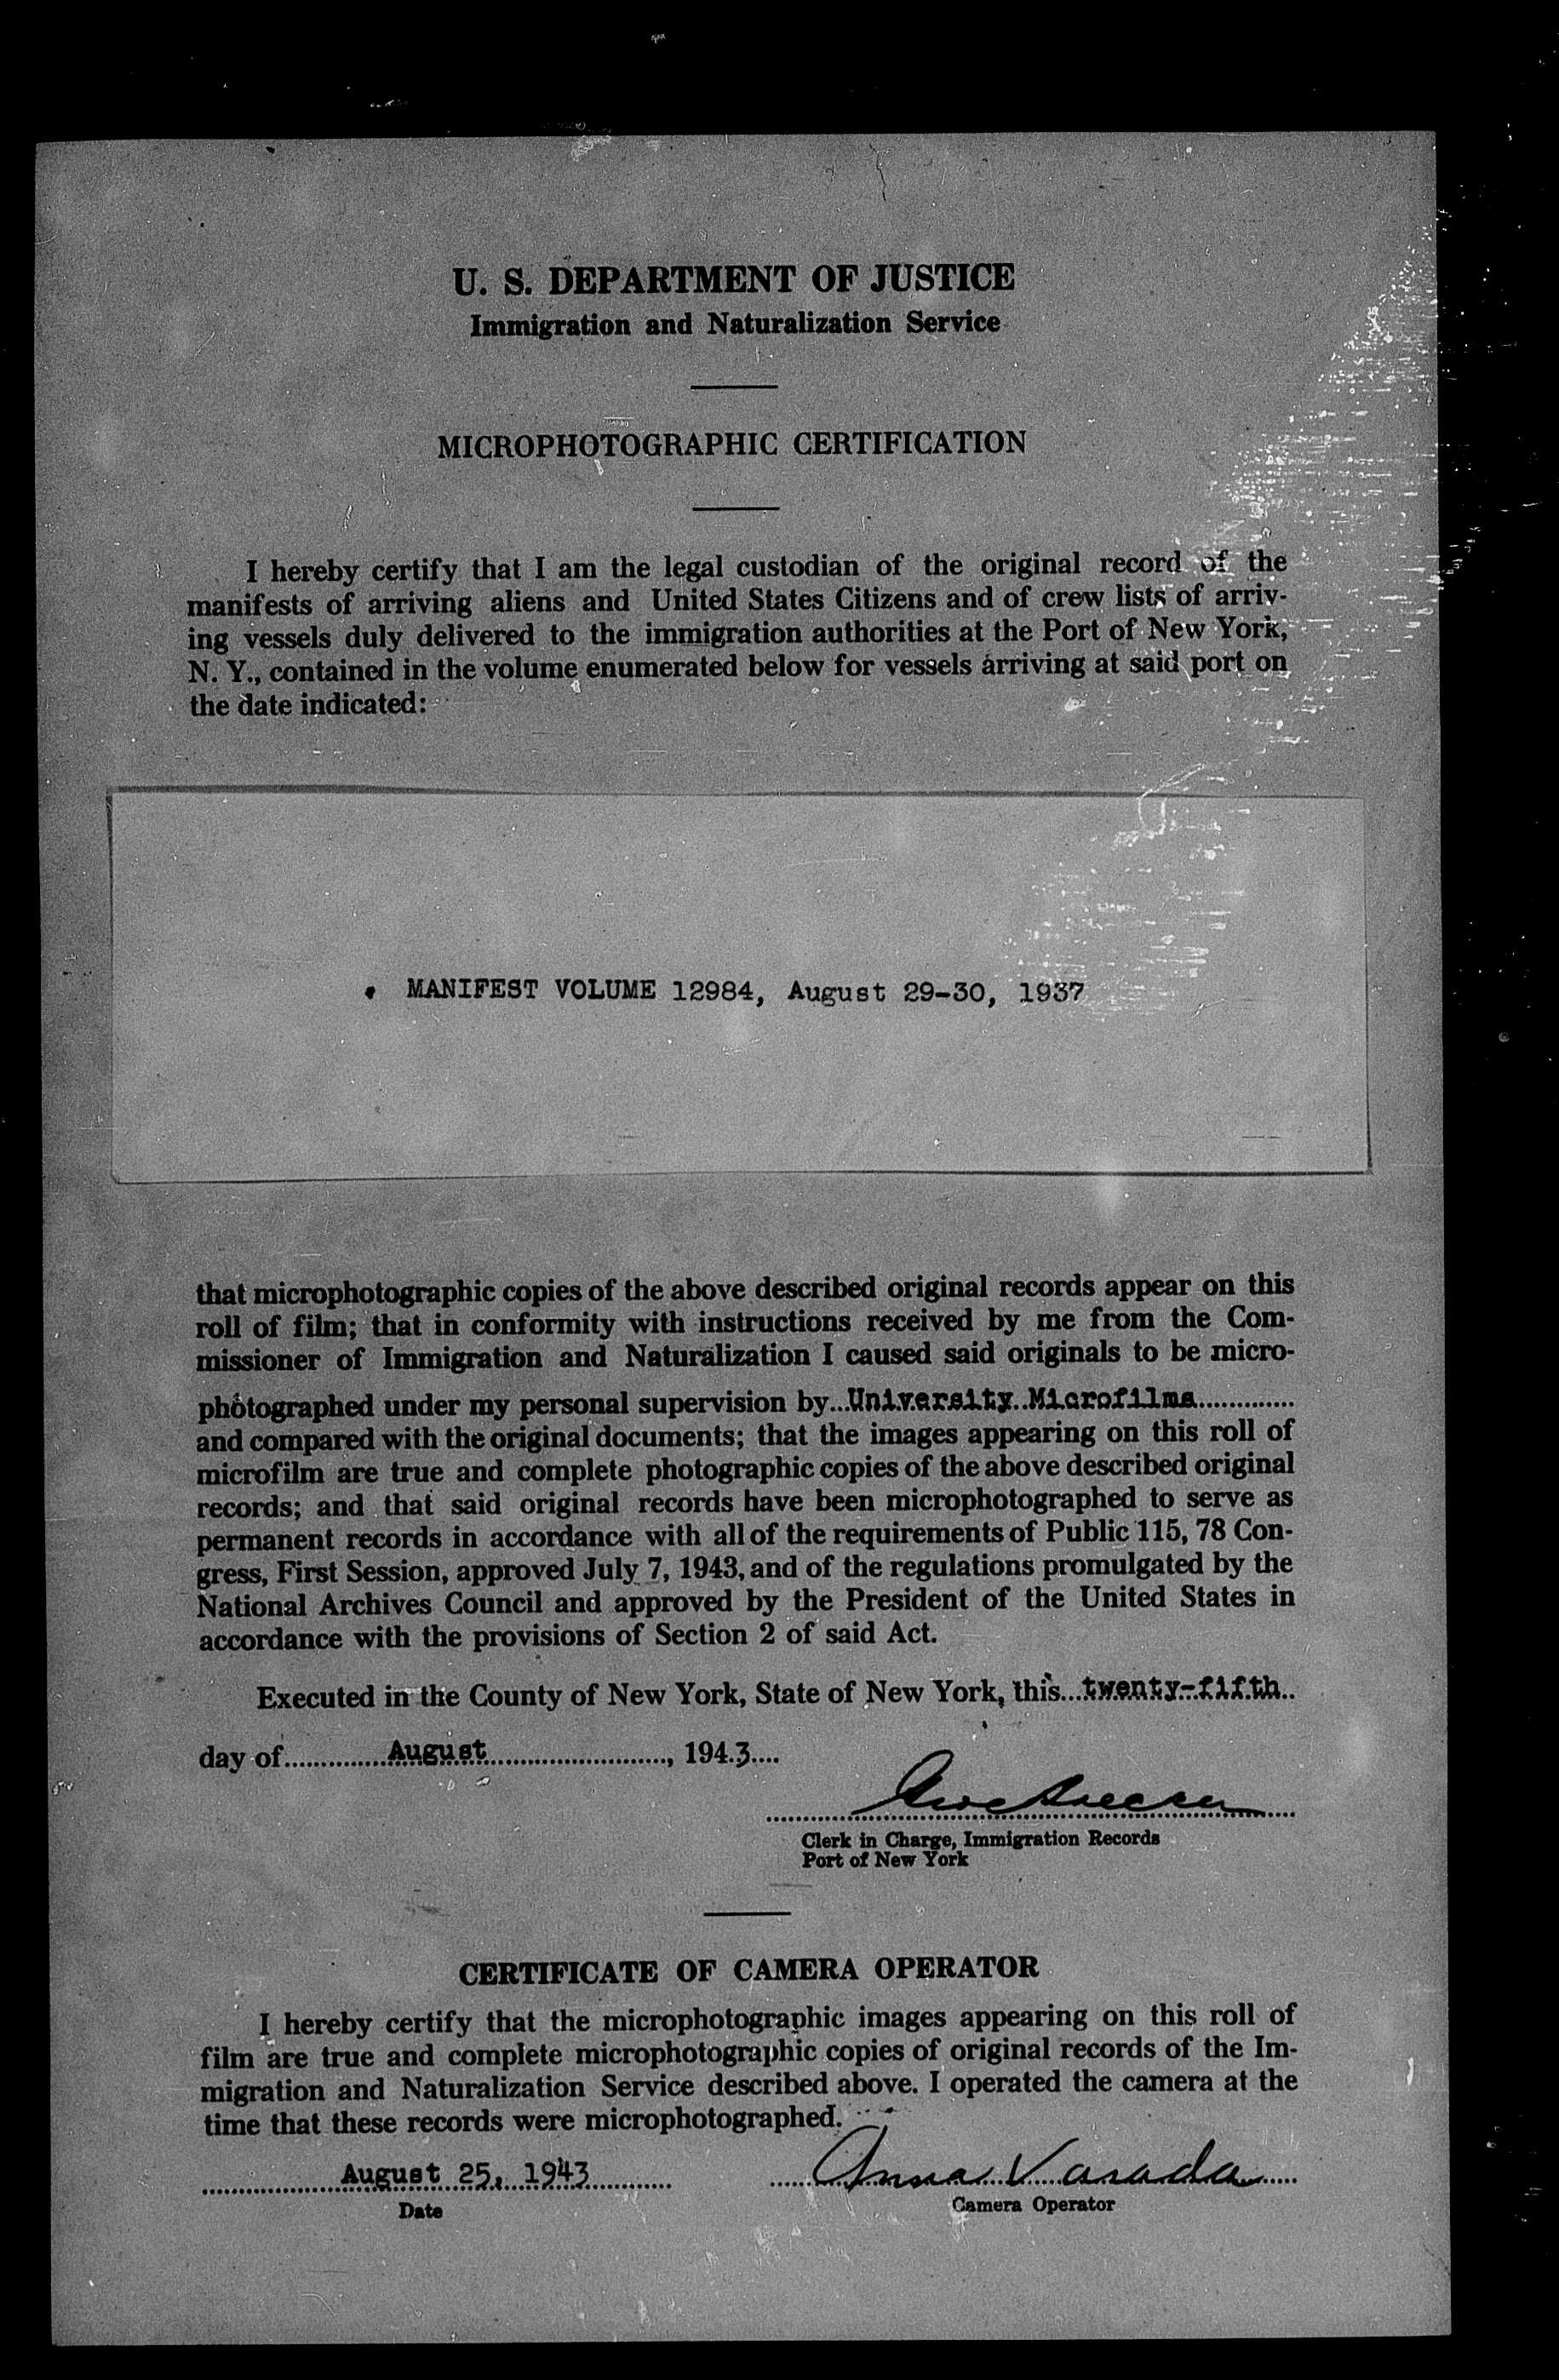 U. S. DEPARTMENT OF JUSTICE
Immigration and Naturalization Service
MICROPHOTOGRAPHIC CERTIFICATION
I hereby certify that I am the legal custodian of the original record of the
manifests of arriving aliens and United States Citizens and of crew lists of arriv-
ing vessels duly delivered to the immigration authorities at the Port of New York,
N. Y., contained in the volume enumerated below for vessels arriving at said port on
the date indicated:
MANIFEST VOLUME 12984, August 29-30, 1937
that microphotographic copies of the above described original records appear on this
roll of film; that in conformity with instructions received by me from the Com-
missioner of Immigration and Naturalization I caused said originals to be micro-
photographed under my personal supervision by...University Microfilms.............
and compared with the original documents; that the images appearing on this roll of
microfilm are true and complete photographic copies of the above described original
records; and that said original records have been microphotographed to serve as
permanent records in accordance with all of the requirements of Public 115, 78 Con-
gress, First Session, approved July 7, 1943, and of the regulations promulgated by the
National Archives Council and approved by the President of the United States in
accordance with the provisions of Section 2 of said Act.
Executed in the County of New York, State of New York, this...twenty-fifth..
day of..............August.........................., 194.3....
Clerk in Charge, Immigration Records
Port of New York
CERTIFICATE OF CAMERA OPERATOR
I hereby certify that the microphotographic images appearing on this roll of
film are true and complete microphotographic copies of original records of the Im-
migration and Naturalization Service described above. I operated the camera at the
time that these records were microphotographed.
August 25, 1943 Anna Varada
Date Camera Operator